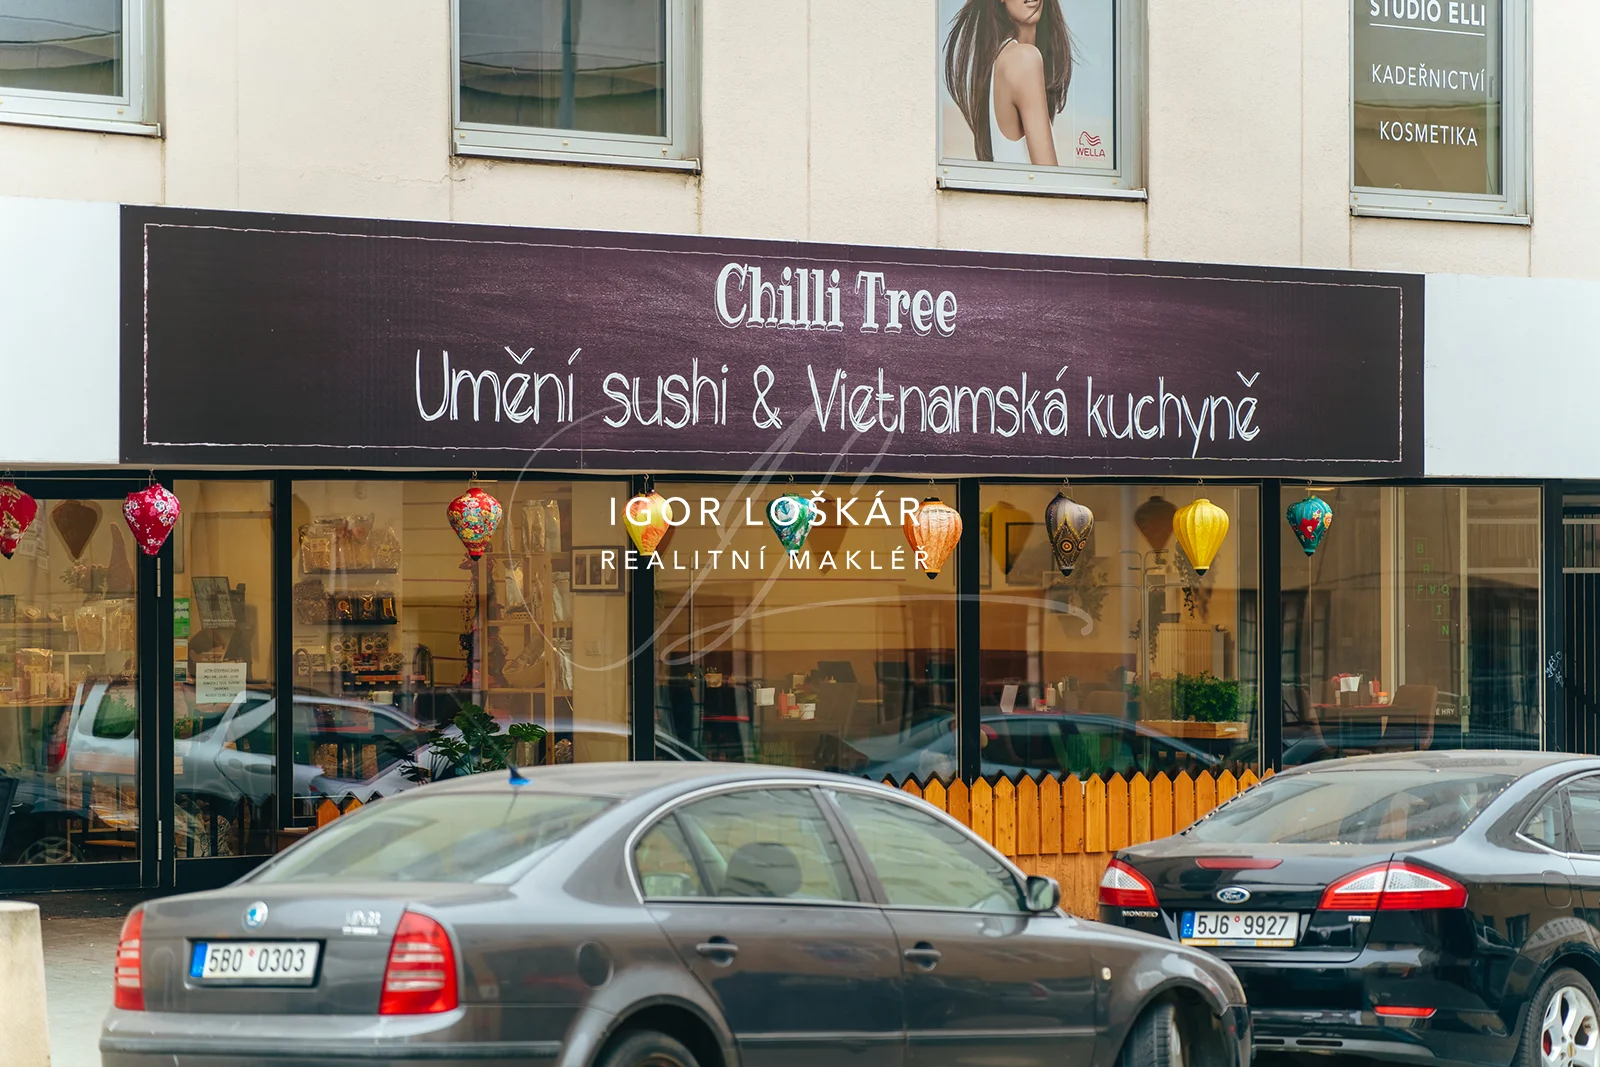 STUDIO ELLI
KADEŘNICTVÍ
KOSMETIKA
WELLA
Chilli Tree
Umění sushi & Vietnamská kuchyně
IGOR LOŠKÁR
REALITNÍ MAKLÉŘ
MONDEO
5B0 0303
5J6 9927
Ford